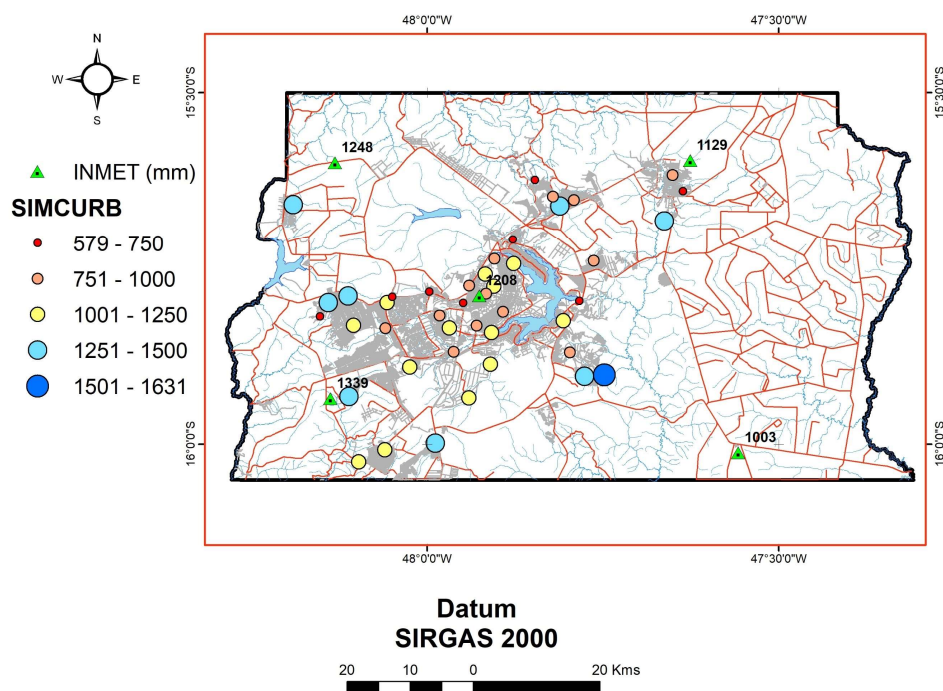 48°0'0"W 47°30'0"W
N
W E
S
15°30'0"S 15°30'0"S
INMET (mm)
SIMCURB
579 - 750
751 - 1000
1001 - 1250
1251 - 1500
1501 - 1631
1248
1129
1208
1339
1003
16°0'0"S 16°0'0"S
48°0'0"W 47°30'0"W
Datum
SIRGAS 2000
20 10 0 20 Kms